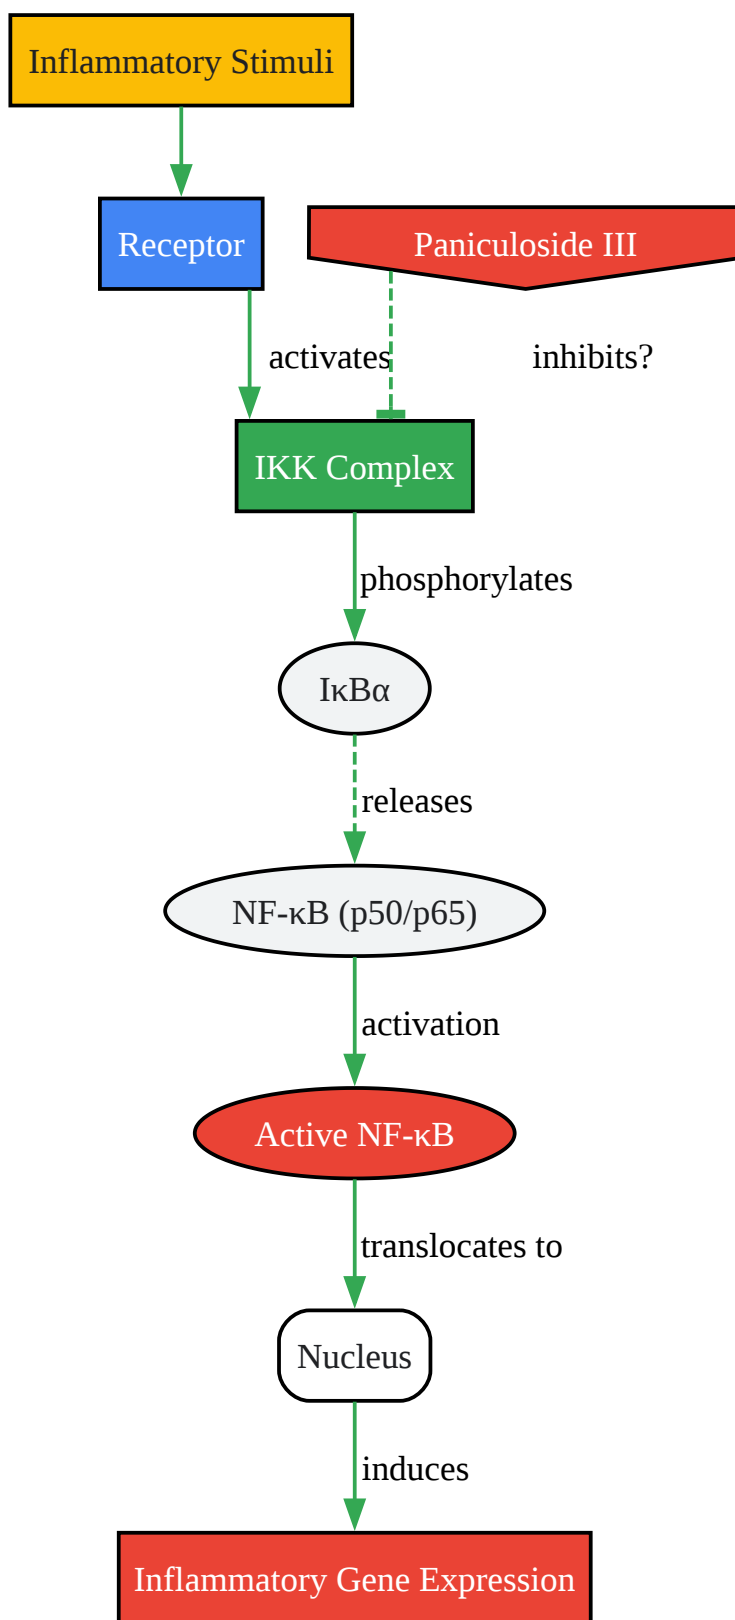 Inflammatory Stimuli
Receptor
Paniculoside III
activates
inhibits?
IKK Complex
phosphorylates
IκBα
releases
NF-κB (p50/p65)
activation
Active NF-κB
translocates to
Nucleus
induces
Inflammatory Gene Expression